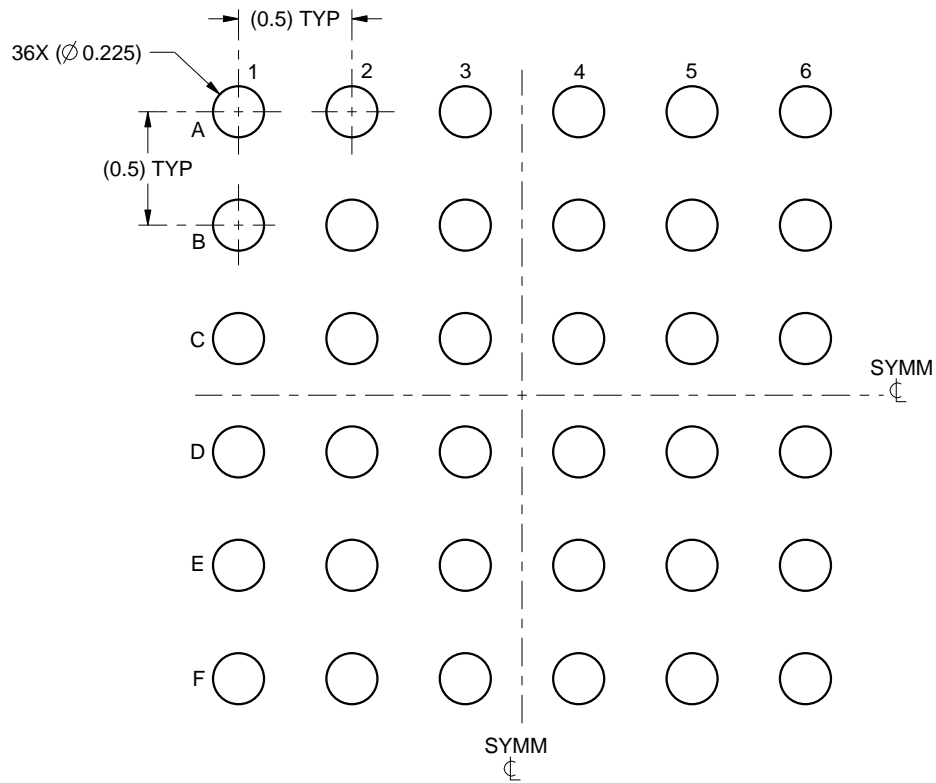 (0.5) TYP
36X (∅ 0.225)
1 2 3 4 5 6
A
(0.5) TYP
B
C
SYMM
℄
D
E
F
SYMM
℄